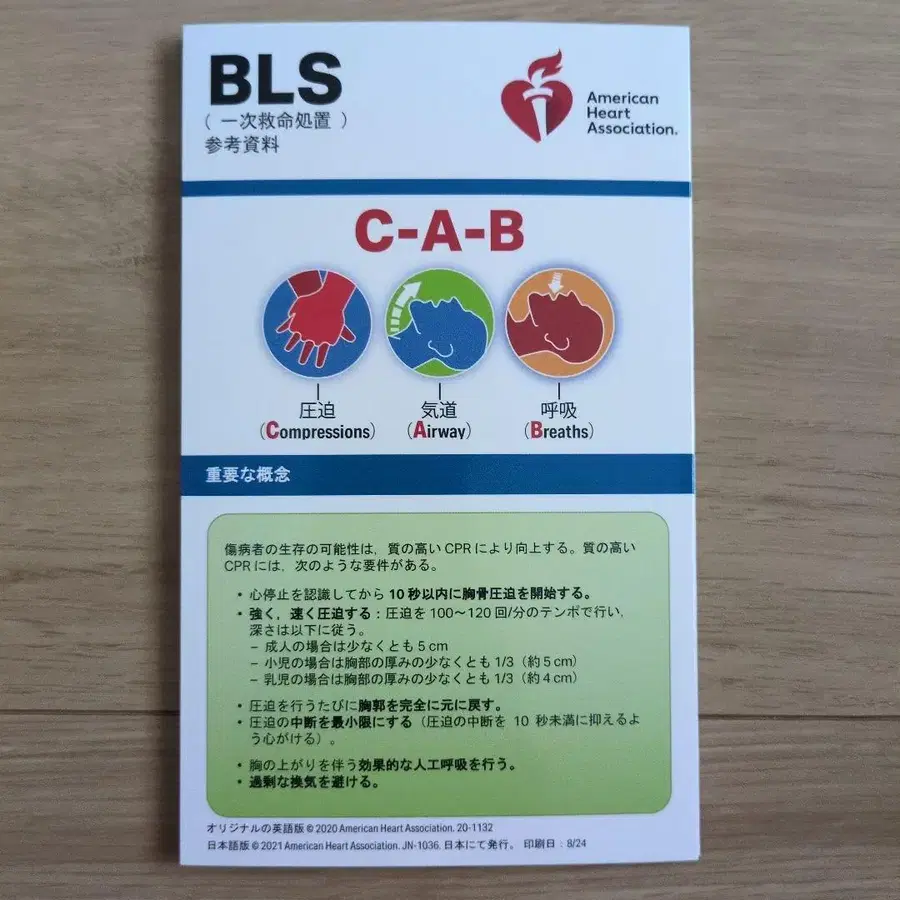 BLS
（ 一次救命処置 ）
参考資料
American
Heart
Association.
C-A-B
圧迫
（Compressions）
気道
（Airway）
呼吸
（Breaths）
重要な概念
傷病者の生存の可能性は，質の高い CPR により向上する。質の高い
CPR には，次のような要件がある。
• 心停止を認識してから 10 秒以内に胸骨圧迫を開始する。
• 強く，速く圧迫する：圧迫を 100～120 回/分のテンポで行い，
深さは以下に従う。
– 成人の場合は少なくとも 5 cm
– 小児の場合は胸部の厚みの少なくとも 1/3（約 5 cm）
– 乳児の場合は胸部の厚みの少なくとも 1/3（約 4 cm）
• 圧迫を行うたびに胸郭を完全に元に戻す。
• 圧迫の中断を最小限にする（圧迫の中断を 10 秒未満に抑えるよ
う心がける）。
• 胸の上がりを伴う効果的な人工呼吸を行う。
• 過剰な換気を避ける。
オリジナルの英語版 © 2020 American Heart Association. 20-1132
日本語版 © 2021 American Heart Association. JN-1036. 日本にて発行。 印刷日：8/24